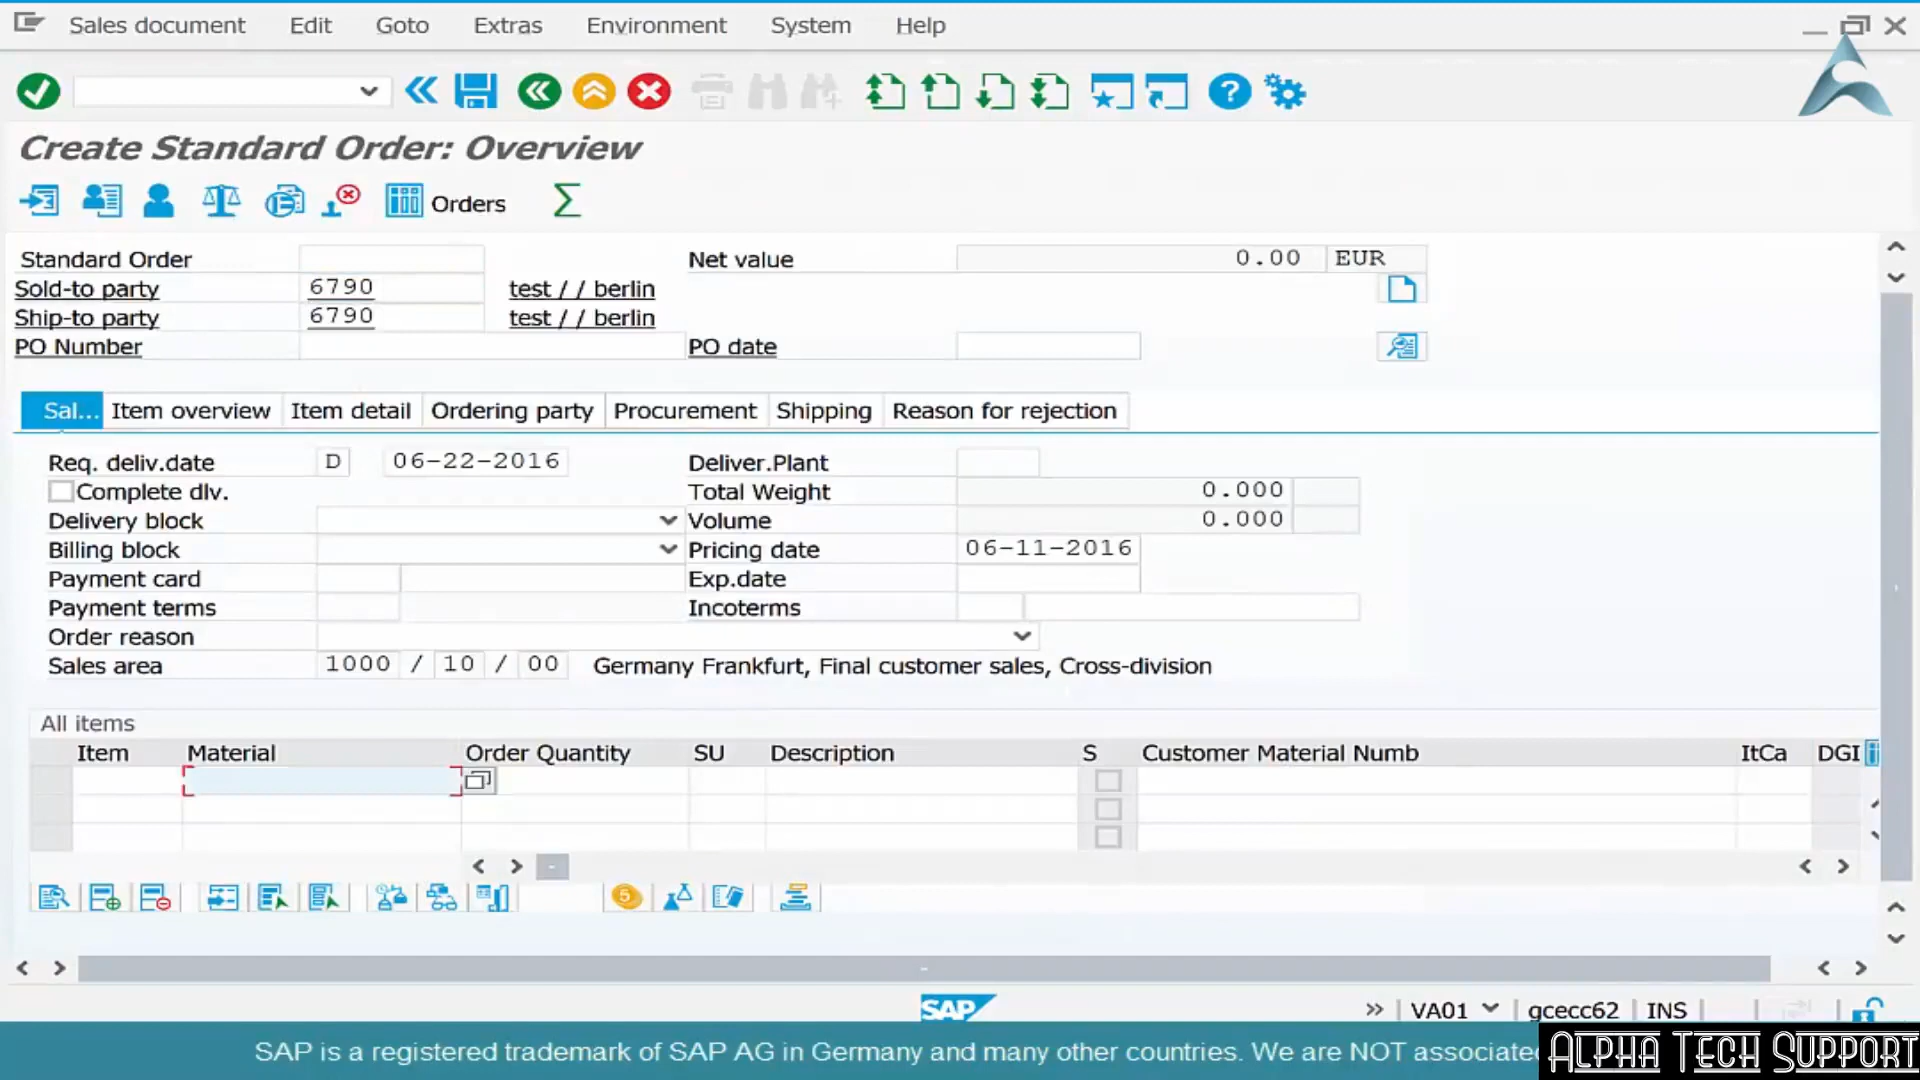 Sales document Edit Goto Extras Environment System Help
Create Standard Order: Overview
Orders
Standard Order Net value 0.00 EUR
Sold-to party 6790 test / / berlin
Ship-to party 6790 test / / berlin
PO Number PO date
Sal... Item overview Item detail Ordering party Procurement Shipping Reason for rejection
Req. deliv.date D 06-22-2016 Deliver.Plant
Complete dlv. Total Weight 0.000
Delivery block Volume 0.000
Billing block Pricing date 06-11-2016
Payment card Exp.date
Payment terms Incoterms
Order reason
Sales area 1000 / 10 / 00 Germany Frankfurt, Final customer sales, Cross-division
All items
Item Material Order Quantity SU Description S Customer Material Numb ItCa DGI
SAP VA01 gcecc62 INS
SAP is a registered trademark of SAP AG in Germany and many other countries. We are NOT associated
Alpha Tech Support